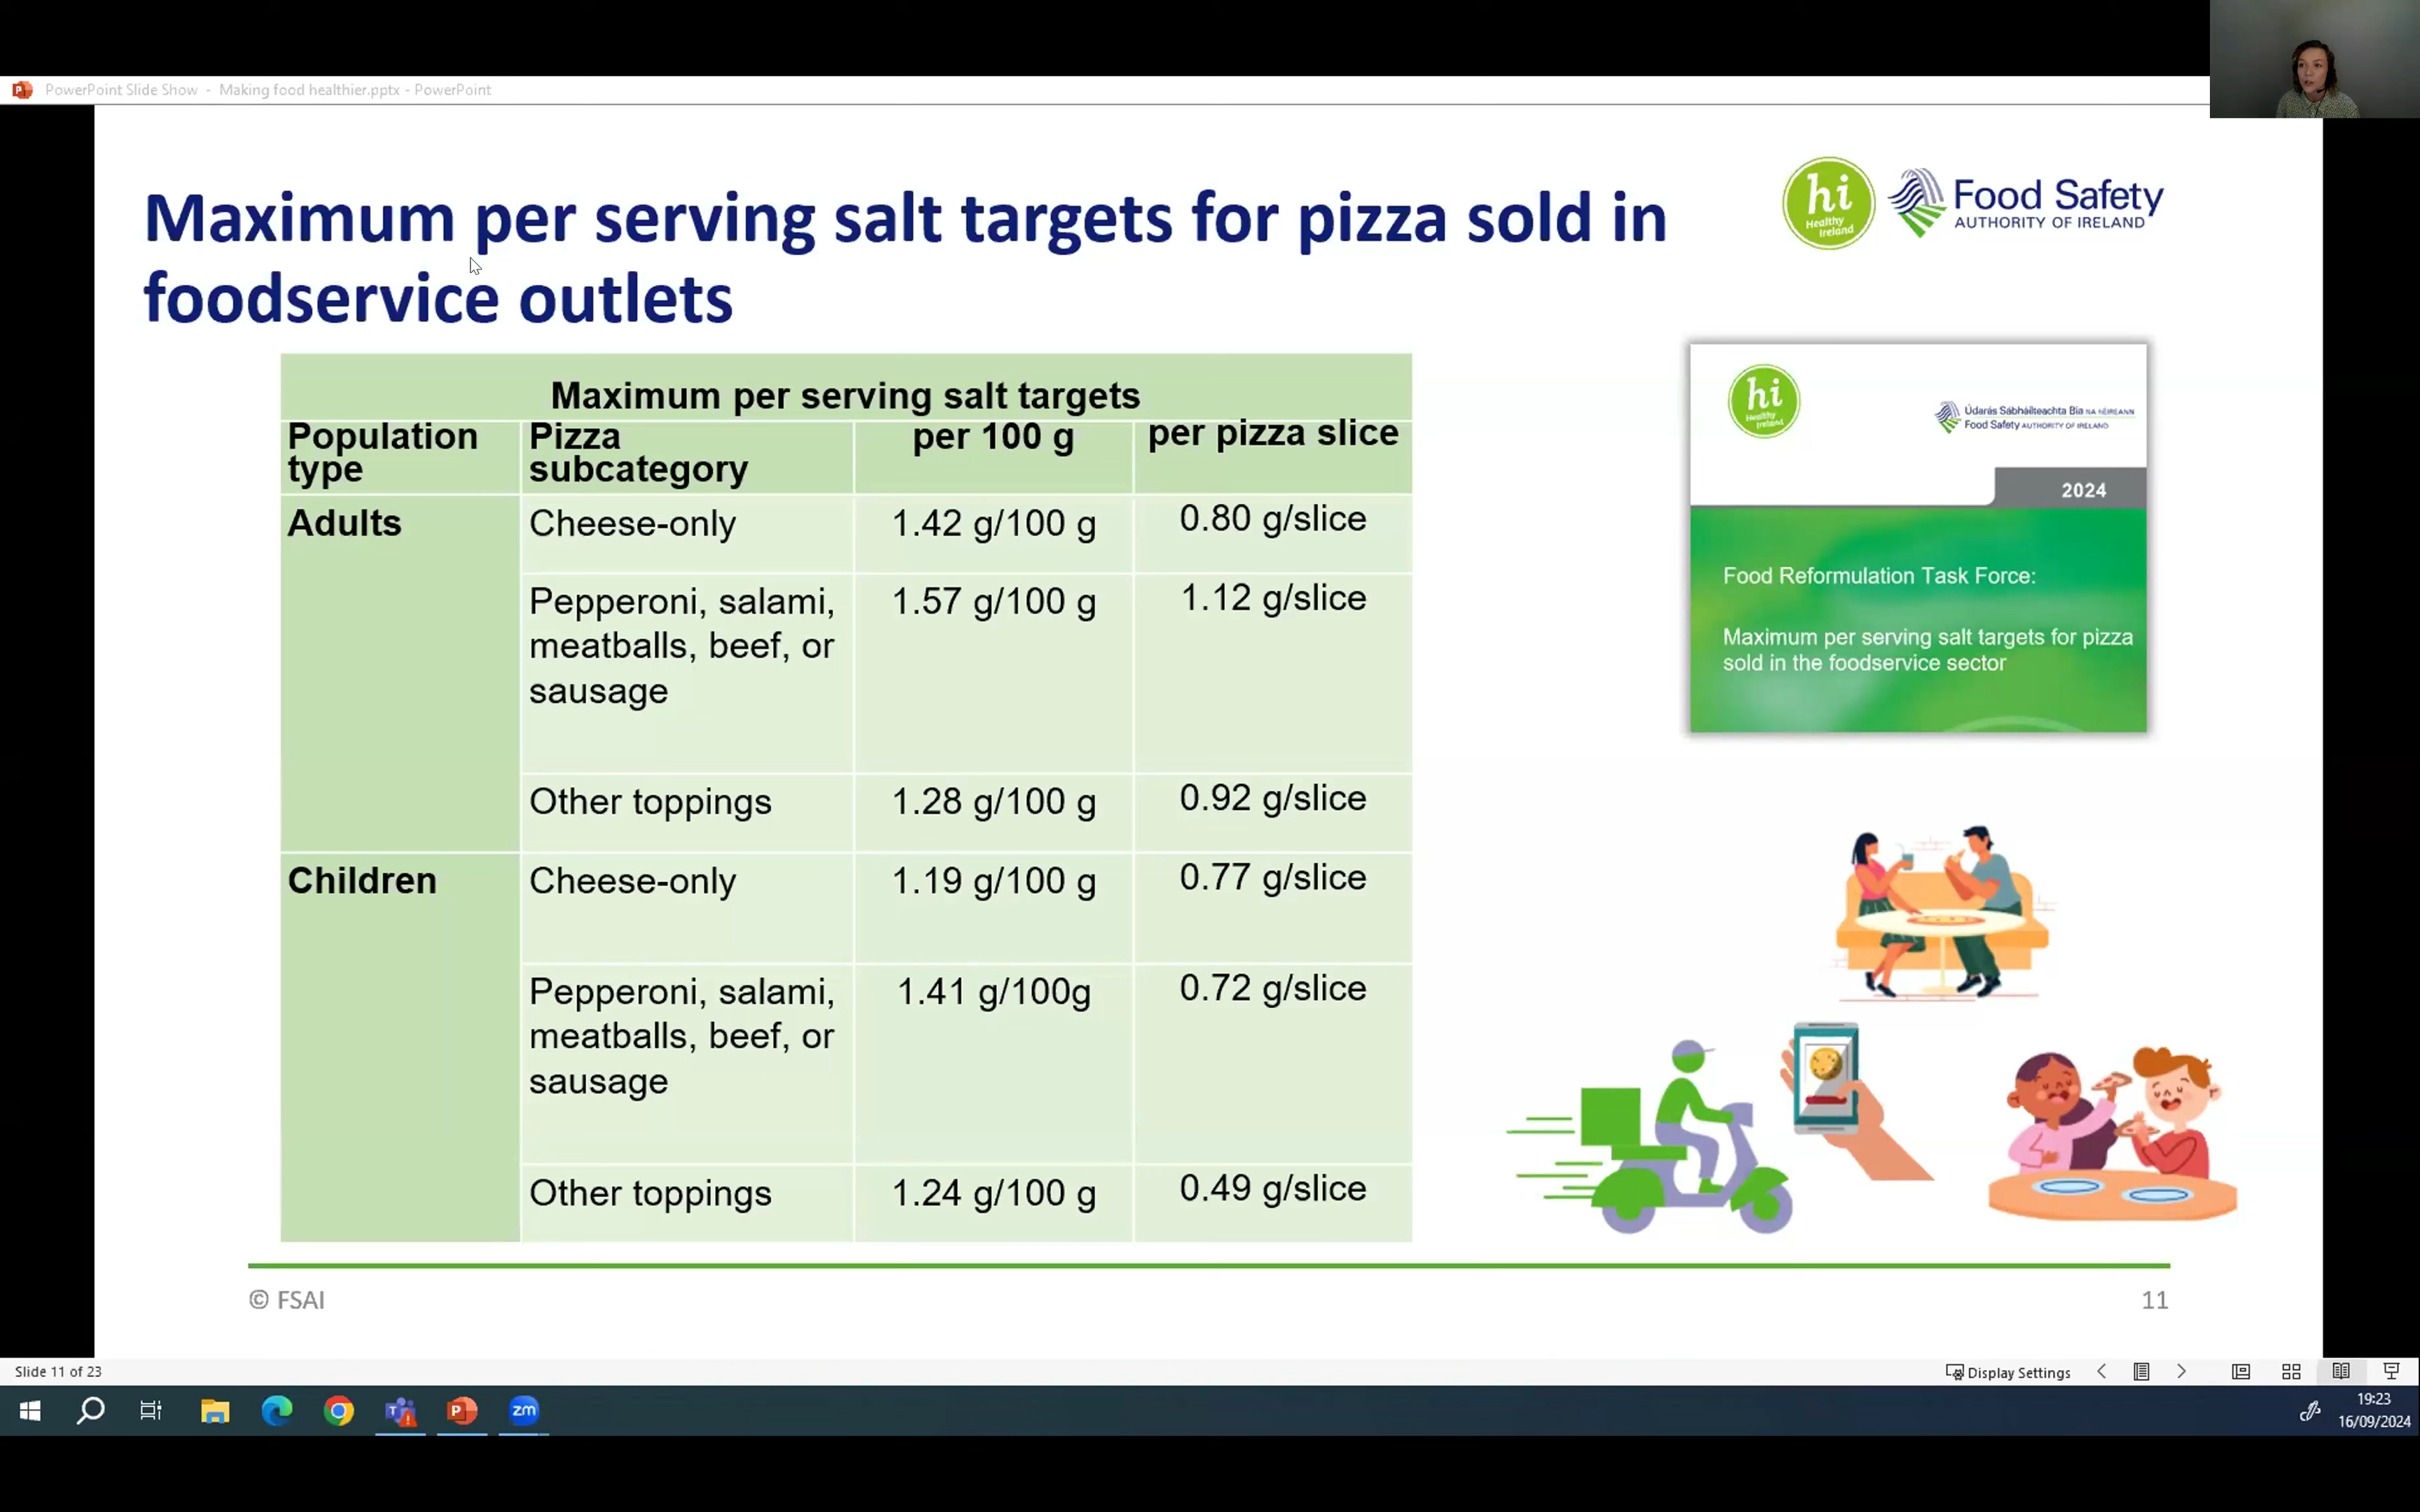 PowerPoint Slide Show - Making food healthier.pptx - PowerPoint
Maximum per serving salt targets for pizza sold in
foodservice outlets
hi
Healthy
Ireland
Food Safety
AUTHORITY OF IRELAND
Maximum per serving salt targets
Population
type
Pizza
subcategory
per 100 g
per pizza slice
Adults
Cheese-only
1.42 g/100 g
0.80 g/slice
Pepperoni, salami,
meatballs, beef, or
sausage
1.57 g/100 g
1.12 g/slice
Other toppings
1.28 g/100 g
0.92 g/slice
Children
Cheese-only
1.19 g/100 g
0.77 g/slice
Pepperoni, salami,
meatballs, beef, or
sausage
1.41 g/100g
0.72 g/slice
Other toppings
1.24 g/100 g
0.49 g/slice
hi
Healthy
Ireland
Údarás Sábháilteachta Bia NA hÉIREANN
Food Safety AUTHORITY OF IRELAND
2024
Food Reformulation Task Force:
Maximum per serving salt targets for pizza
sold in the foodservice sector
© FSAI
11
Slide 11 of 23
Display Settings
zm
19:23
16/09/2024